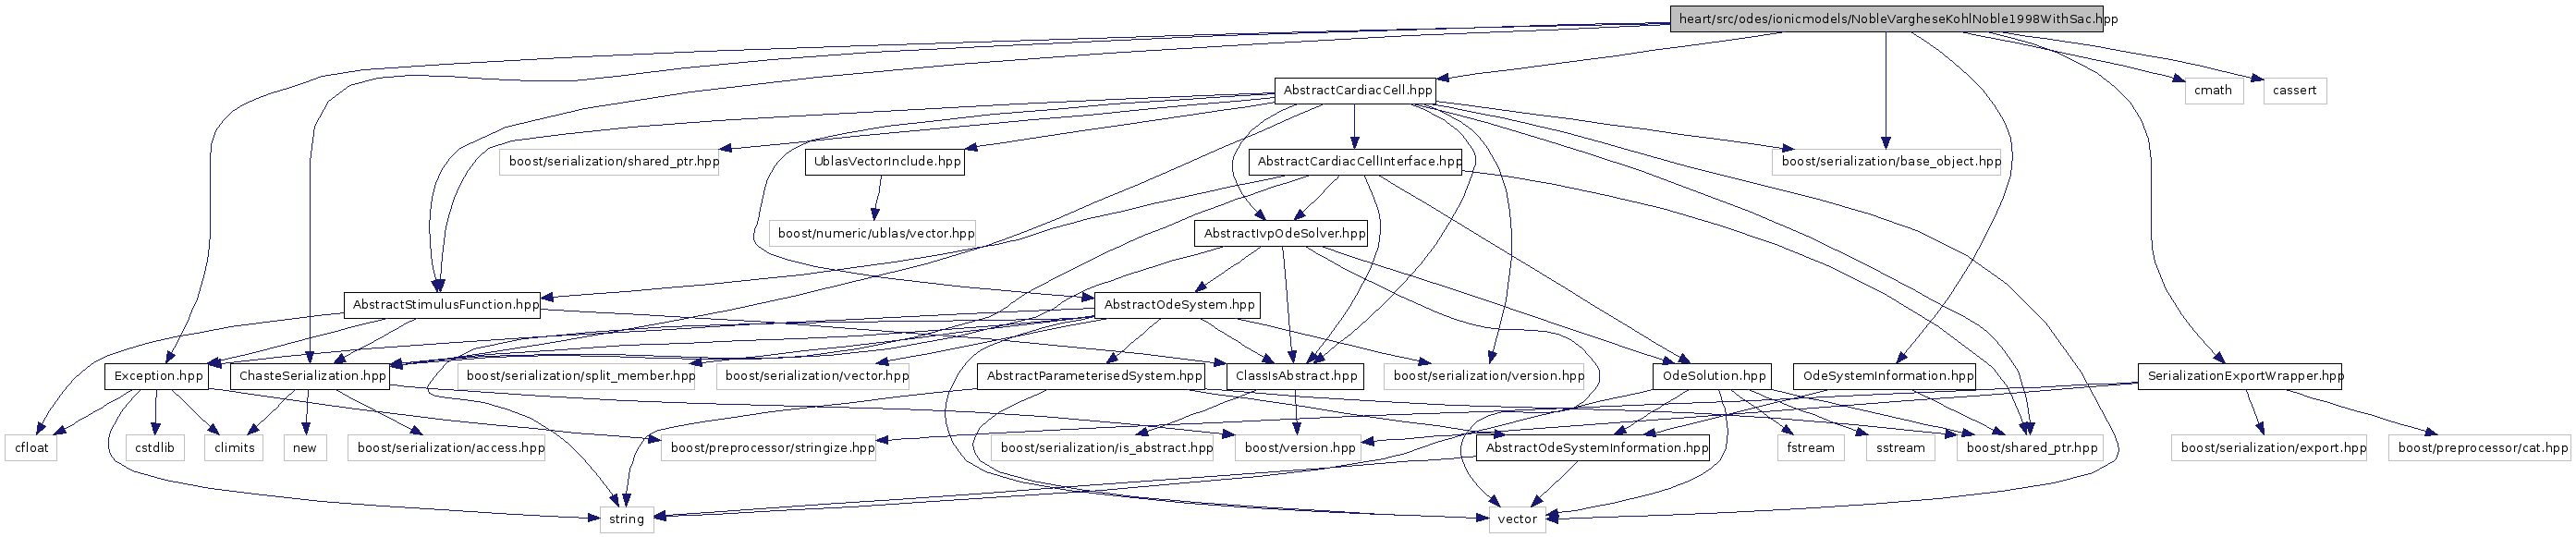 heart/src/odes/ionicmodels/NobleVargheseKohlNoble1998WithSac.hpp
AbstractCardiacCell.hpp
cmath
cassert
boost/serialization/shared_ptr.hpp
UblasVectorInclude.hpp
AbstractCardiacCellInterface.hpp
boost/serialization/base_object.hpp
boost/numeric/ublas/vector.hpp
AbstractIvpOdeSolver.hpp
AbstractStimulusFunction.hpp
AbstractOdeSystem.hpp
Exception.hpp
ChasteSerialization.hpp
boost/serialization/split_member.hpp
boost/serialization/vector.hpp
AbstractParameterisedSystem.hpp
ClassIsAbstract.hpp
boost/serialization/version.hpp
OdeSolution.hpp
OdeSystemInformation.hpp
SerializationExportWrapper.hpp
cfloat
cstdlib
climits
new
boost/serialization/access.hpp
boost/preprocessor/stringize.hpp
boost/serialization/is_abstract.hpp
boost/version.hpp
AbstractOdeSystemInformation.hpp
fstream
sstream
boost/shared_ptr.hpp
boost/serialization/export.hpp
boost/preprocessor/cat.hpp
string
vector